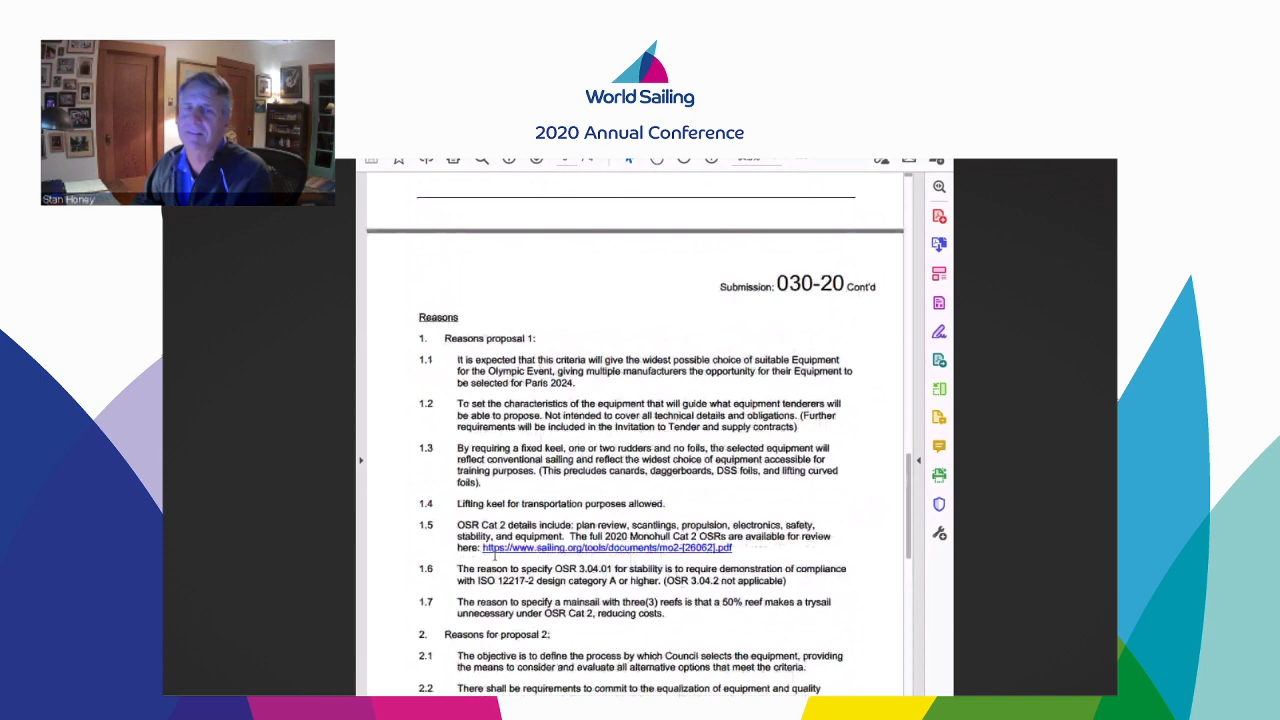 World Sailing
2020 Annual Conference
Stan Honey
Submission: 030-20 Cont'd
Reasons
1. Reasons proposal 1:
1.1 It is expected that this criteria will give the widest possible choice of suitable Equipment
for the Olympic Event, giving multiple manufacturers the opportunity for their Equipment to
be selected for Paris 2024.
1.2 To set the characteristics of the equipment that will guide what equipment tenderers will
be able to propose. Not intended to cover all technical details and obligations. (Further
requirements will be included in the Invitation to Tender and supply contracts)
1.3 By requiring a fixed keel, one or two rudders and no foils, the selected equipment will
reflect conventional sailing and reflect the widest choice of equipment accessible for
training purposes. (This precludes canards, daggerboards, DSS foils, and lifting curved
foils).
1.4 Lifting keel for transportation purposes allowed.
1.5 OSR Cat 2 details include: plan review, scantlings, propulsion, electronics, safety,
stability, and equipment. The full 2020 Monohull Cat 2 OSRs are available for review
here: https://www.sailing.org/tools/documents/mo2-[26062].pdf
1.6 The reason to specify OSR 3.04.01 for stability is to require demonstration of compliance
with ISO 12217-2 design category A or higher. (OSR 3.04.2 not applicable)
1.7 The reason to specify a mainsail with three(3) reefs is that a 50% reef makes a trysail
unnecessary under OSR Cat 2, reducing costs.
2. Reasons for proposal 2:
2.1 The objective is to define the process by which Council selects the equipment, providing
the means to consider and evaluate all alternative options that meet the criteria.
2.2 There shall be requirements to commit to the equalization of equipment and quality